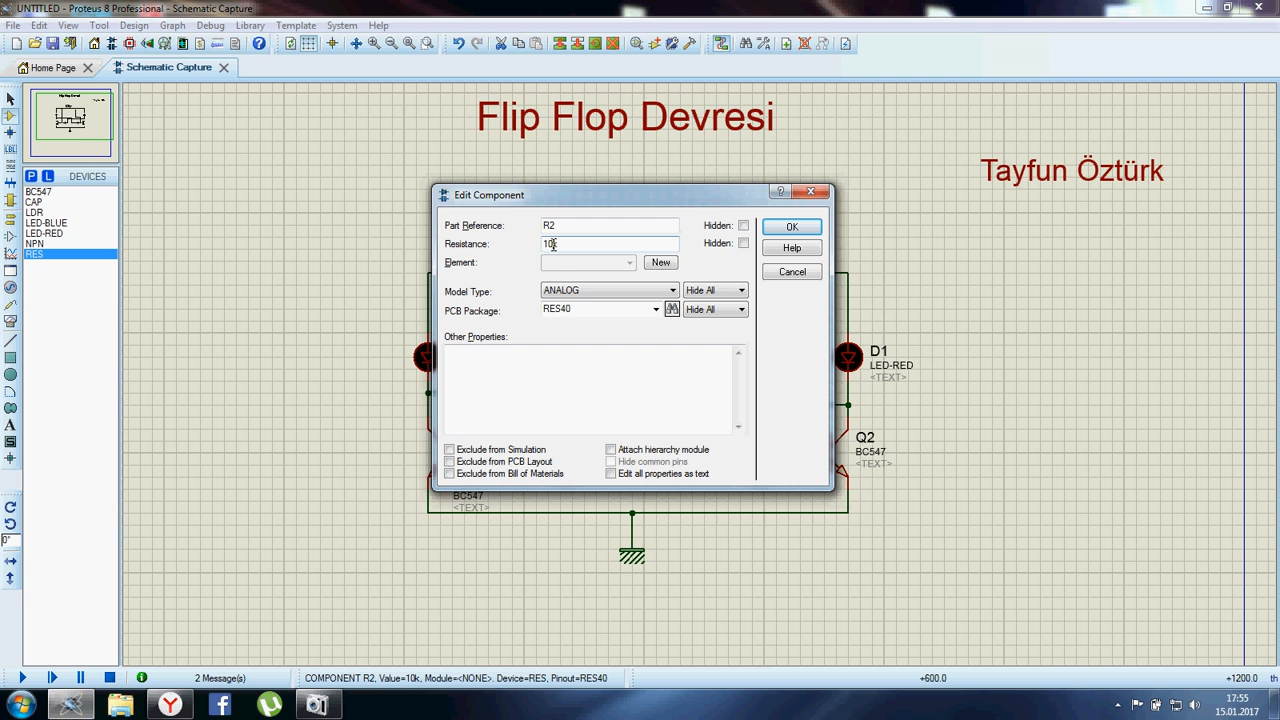 UNTITLED - Proteus 8 Professional - Schematic Capture
File Edit View Tool Graph Debug Library Template System Help
Home Page Schematic Capture
Flip Flop Devresi
Tayfun Öztürk
P L DEVICES
BC547
CAP
LDR
LED-BLUE
LED-RED
NPN
RES
LBL
A
0°
Edit Component
Part Reference: R2 Hidden:
Resistance: Hidden:
Element: New
Model Type: ANALOG Hide All
PCB Package: RES40 Hide All
Other Properties:
Exclude from Simulation Attach hierarchy module
Exclude from PCB Layout Hide common pins
Exclude from Bill of Materials Edit all properties as text
OK
Help
Cancel
D1
LED-RED
<TEXT>
Q2
BC547
<TEXT>
BC547
<TEXT>
2 Message(s) COMPONENT R2, Value=10k, Module=<NONE>. Device=RES, Pinout=RES40 +600.0 +1200.0 th
17:55
15.01.2017